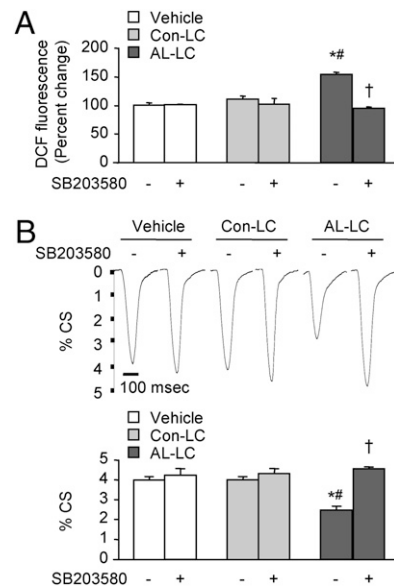 A
Vehicle
Con-LC
AL-LC
DCF fluorescence
(Percent change)
200
150
100
50
0
*#
†
SB203580 - + - + - +
B
Vehicle Con-LC AL-LC
SB203580 - + - + - +
% CS
0
1
2
3
4
5
100 msec
Vehicle
Con-LC
AL-LC
% CS
5
4
3
2
1
0
*#
†
SB203580 - + - + - +